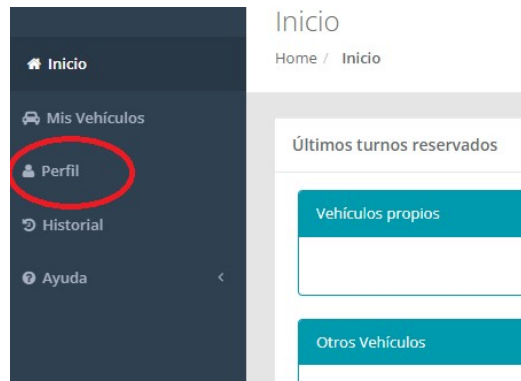 Inicio
Mis Vehículos
Perfil
Historial
Ayuda
Inicio
Home / Inicio
Últimos turnos reservados
Vehículos propios
Otros Vehículos